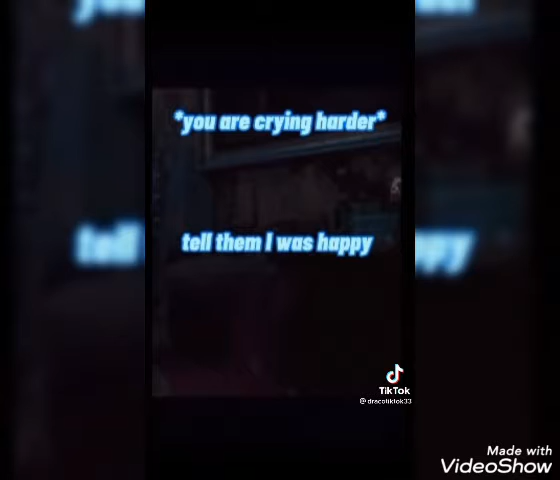 *you are crying harder*
tell them I was happy
TikTok
@dracotiktok33
Made with
VideoShow